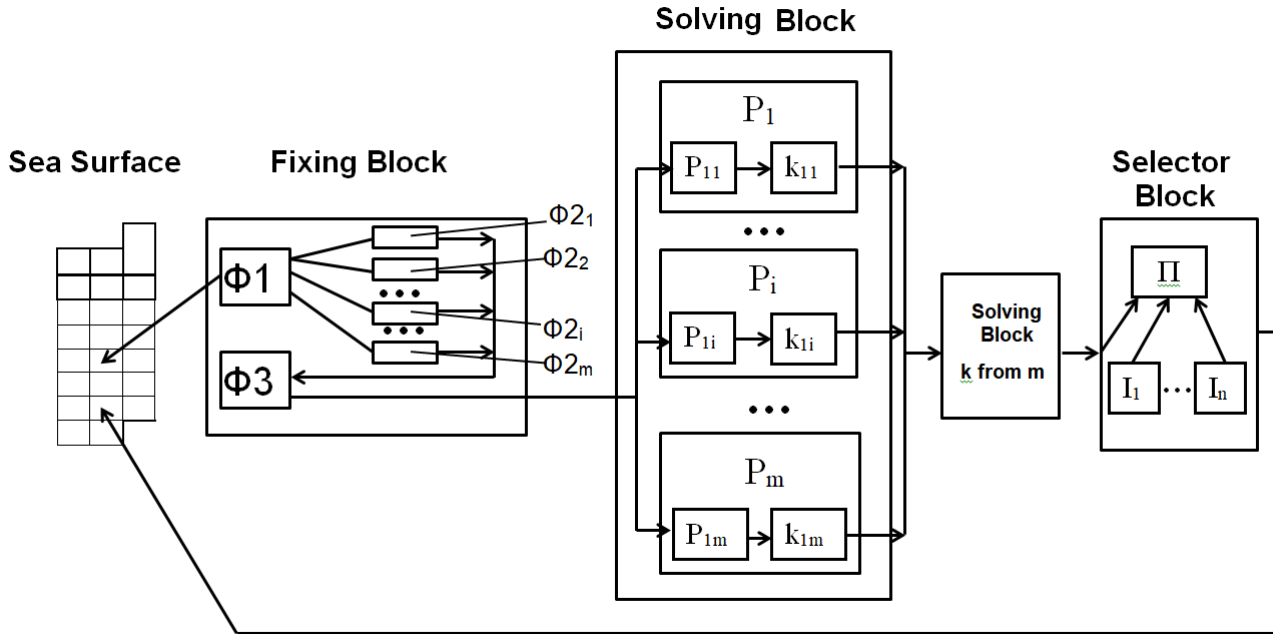 Solving Block
Sea Surface
Fixing Block
Selector
Block
Φ1
Φ2₁
Φ2₂
•••
Φ2ᵢ
•••
Φ2ₘ
Φ3
P₁
P₁₁
k₁₁
•••
Pᵢ
P₁ᵢ
k₁ᵢ
•••
Pₘ
P₁ₘ
k₁ₘ
Solving
Block
k from m
Π
I₁ ••• Iₙ